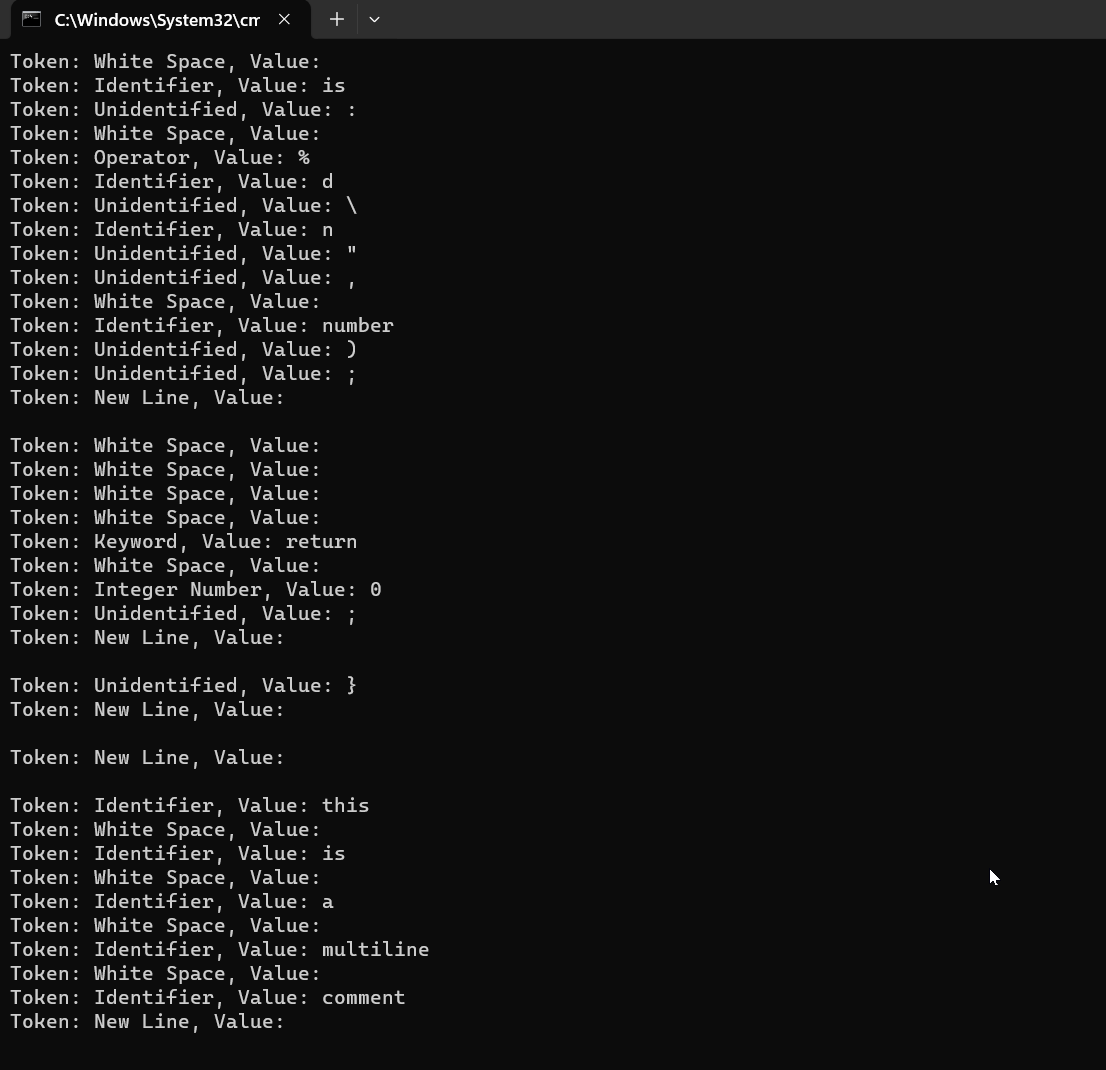 C:\Windows\System32\cm
Token: White Space, Value:
Token: Identifier, Value: is
Token: Unidentified, Value: :
Token: White Space, Value:
Token: Operator, Value: %
Token: Identifier, Value: d
Token: Unidentified, Value: \
Token: Identifier, Value: n
Token: Unidentified, Value: "
Token: Unidentified, Value: ,
Token: White Space, Value:
Token: Identifier, Value: number
Token: Unidentified, Value: )
Token: Unidentified, Value: ;
Token: New Line, Value:
Token: White Space, Value:
Token: White Space, Value:
Token: White Space, Value:
Token: White Space, Value:
Token: Keyword, Value: return
Token: White Space, Value:
Token: Integer Number, Value: 0
Token: Unidentified, Value: ;
Token: New Line, Value:
Token: Unidentified, Value: }
Token: New Line, Value:
Token: New Line, Value:
Token: Identifier, Value: this
Token: White Space, Value:
Token: Identifier, Value: is
Token: White Space, Value:
Token: Identifier, Value: a
Token: White Space, Value:
Token: Identifier, Value: multiline
Token: White Space, Value:
Token: Identifier, Value: comment
Token: New Line, Value: